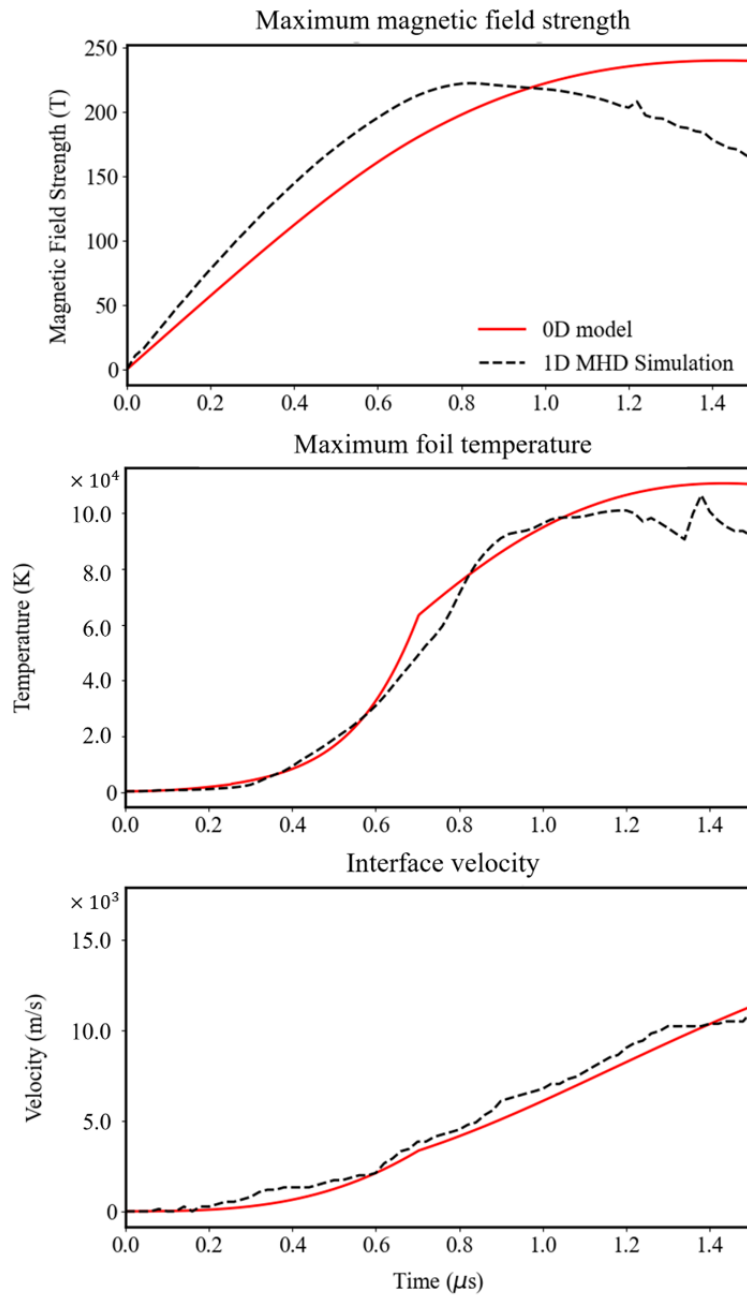 Maximum magnetic field strength
250
200
150
100
50
0
Magnetic Field Strength (T)
0D model
1D MHD Simulation
0.0 0.2 0.4 0.6 0.8 1.0 1.2 1.4
Maximum foil temperature
× 10⁴
10.0
8.0
6.0
4.0
2.0
0
Temperature (K)
0.0 0.2 0.4 0.6 0.8 1.0 1.2 1.4
Interface velocity
× 10³
15.0
10.0
5.0
0
Velocity (m/s)
0.0 0.2 0.4 0.6 0.8 1.0 1.2 1.4
Time (μs)